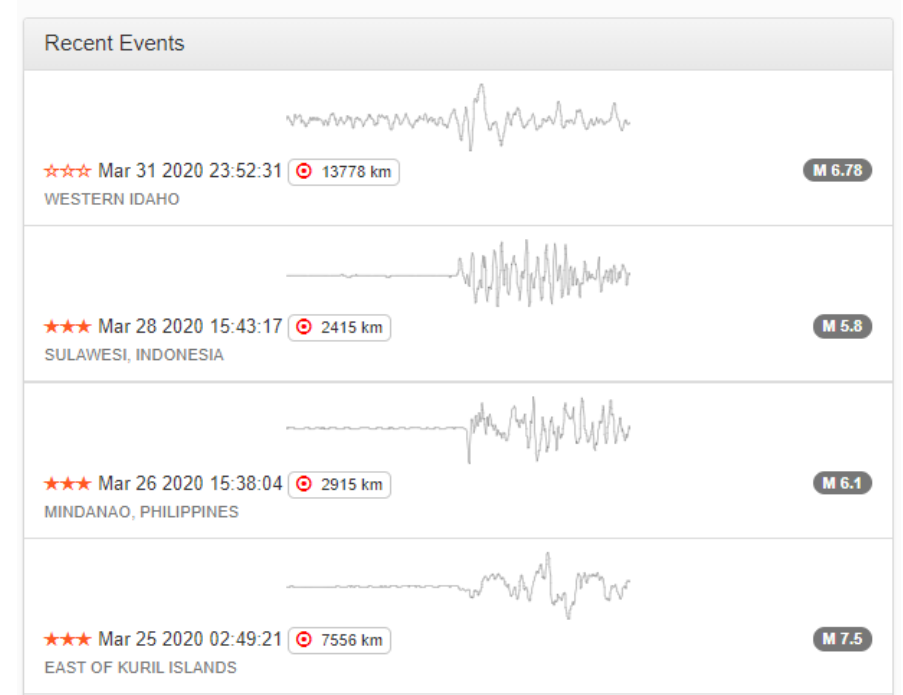 Recent Events
☆☆☆ Mar 31 2020 23:52:31 13778 km M 6.78
WESTERN IDAHO
★★★ Mar 28 2020 15:43:17 2415 km M 5.8
SULAWESI, INDONESIA
★★★ Mar 26 2020 15:38:04 2915 km M 6.1
MINDANAO, PHILIPPINES
★★★ Mar 25 2020 02:49:21 7556 km M 7.5
EAST OF KURIL ISLANDS